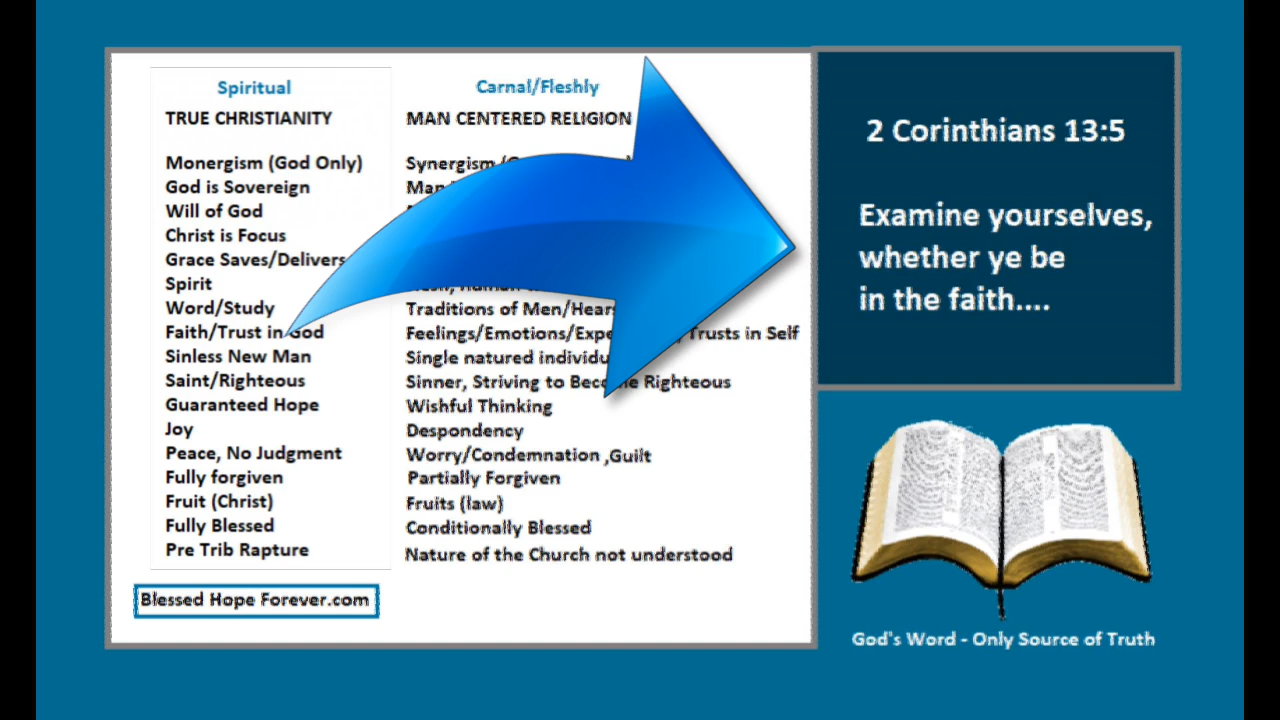 Spiritual
TRUE CHRISTIANITY
Monergism (God Only)
God is Sovereign
Will of God
Christ is Focus
Grace Saves/Delivers
Spirit
Word/Study
Faith/Trust in God
Sinless New Man
Saint/Righteous
Guaranteed Hope
Joy
Peace, No Judgment
Fully forgiven
Fruit (Christ)
Fully Blessed
Pre Trib Rapture
Blessed Hope Forever.com
Carnal/Fleshly
MAN CENTERED RELIGION
Synergism
Man
Traditions of Men/
Feelings/Emotions/ Trusts in Self
Single natured
Sinner, Striving to Become Righteous
Wishful Thinking
Despondency
Worry/Condemnation ,Guilt
Partially Forgiven
Fruits (law)
Conditionally Blessed
Nature of the Church not understood
2 Corinthians 13:5
Examine yourselves,
whether ye be
in the faith....
God's Word - Only Source of Truth